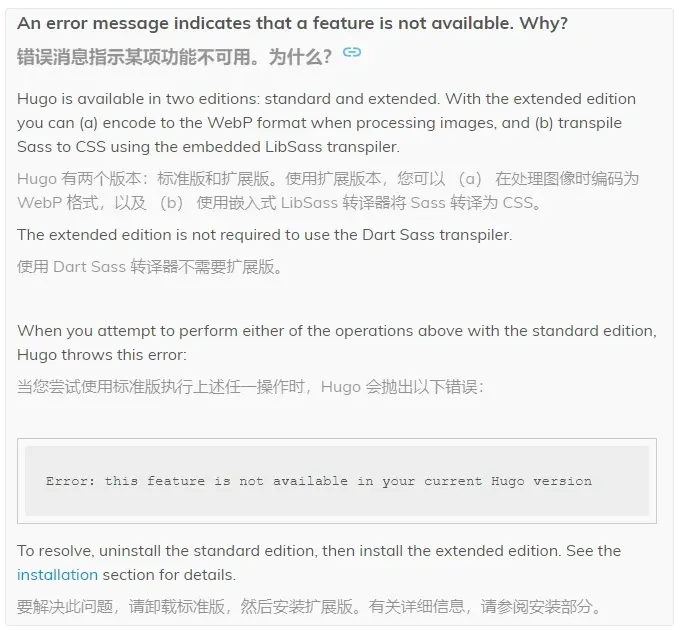 An error message indicates that a feature is not available. Why?
错误消息指示某项功能不可用。为什么？
Hugo is available in two editions: standard and extended. With the extended edition
you can (a) encode to the WebP format when processing images, and (b) transpile
Sass to CSS using the embedded LibSass transpiler.
Hugo 有两个版本：标准版和扩展版。使用扩展版本，您可以 （a） 在处理图像时编码为
WebP 格式，以及 （b） 使用嵌入式 LibSass 转译器将 Sass 转译为 CSS。
The extended edition is not required to use the Dart Sass transpiler.
使用 Dart Sass 转译器不需要扩展版。
When you attempt to perform either of the operations above with the standard edition,
Hugo throws this error:
当您尝试使用标准版执行上述任一操作时，Hugo 会抛出以下错误：
Error: this feature is not available in your current Hugo version
To resolve, uninstall the standard edition, then install the extended edition. See the
installation section for details.
要解决此问题，请卸载标准版，然后安装扩展版。有关详细信息，请参阅安装部分。